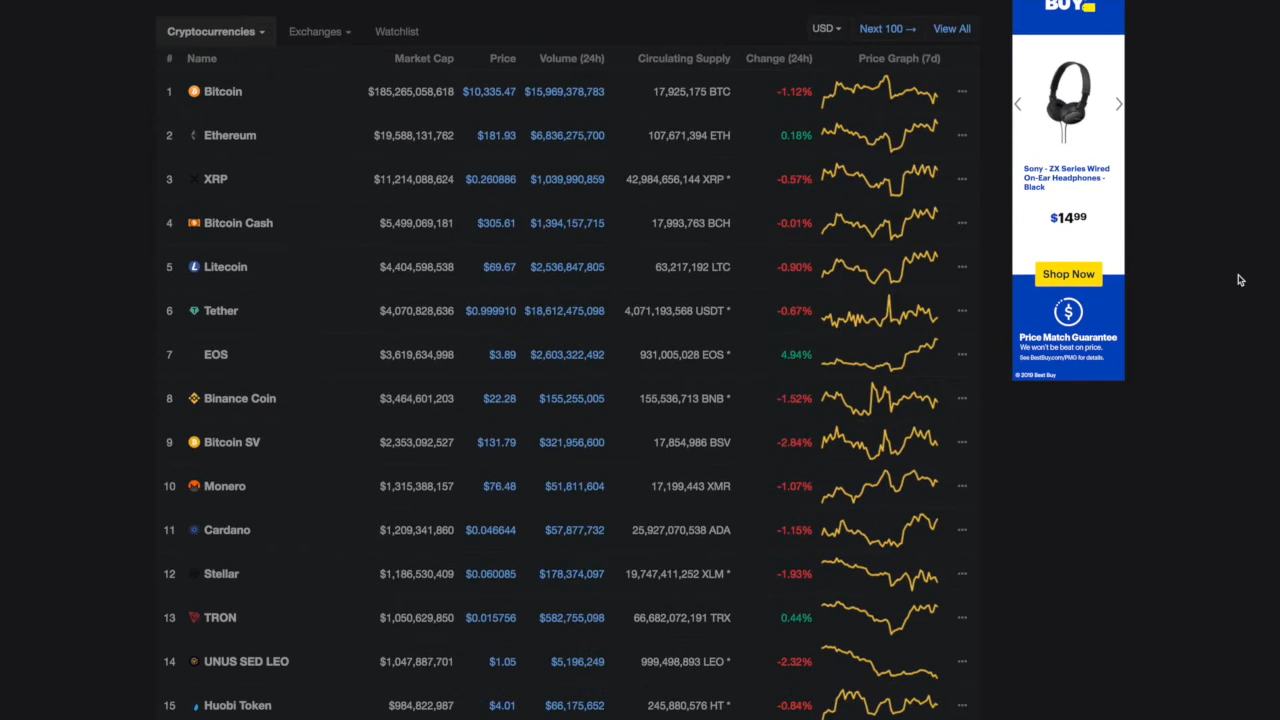 Cryptocurrencies Exchanges Watchlist USD Next 100 → View All
# Name Market Cap Price Volume (24h) Circulating Supply Change (24h) Price Graph (7d)
1 Bitcoin $185,265,058,618 $10,335.47 $15,969,378,783 17,925,175 BTC -1.12%
2 Ethereum $19,588,131,762 $181.93 $6,836,275,700 107,671,394 ETH 0.18%
3 XRP $11,214,088,624 $0.260886 $1,039,990,859 42,984,656,144 XRP * -0.57%
4 Bitcoin Cash $5,499,069,181 $305.61 $1,394,157,715 17,993,763 BCH -0.01%
5 Litecoin $4,404,598,538 $69.67 $2,536,847,805 63,217,192 LTC -0.90%
6 Tether $4,070,828,636 $0.999910 $18,612,475,098 4,071,193,568 USDT * -0.67%
7 EOS $3,619,634,998 $3.89 $2,603,322,492 931,005,028 EOS * 4.94%
8 Binance Coin $3,464,601,203 $22.28 $155,255,005 155,536,713 BNB * -1.52%
9 Bitcoin SV $2,353,092,527 $131.79 $321,956,600 17,854,986 BSV -2.84%
10 Monero $1,315,388,157 $76.48 $51,811,604 17,199,443 XMR -1.07%
11 Cardano $1,209,341,860 $0.046644 $57,877,732 25,927,070,538 ADA -1.15%
12 Stellar $1,186,530,409 $0.060085 $178,374,097 19,747,411,252 XLM * -1.93%
13 TRON $1,050,629,850 $0.015756 $582,755,098 66,682,072,191 TRX 0.44%
14 UNUS SED LEO $1,047,887,701 $1.05 $5,196,249 999,498,893 LEO * -2.32%
15 Huobi Token $984,822,987 $4.01 $66,175,652 245,880,576 HT * -0.84%
BUY
Sony - ZX Series Wired
On-Ear Headphones -
Black
$1499
Shop Now
$
Price Match Guarantee
We won't be beat on price.
See BestBuy.com/PMG for details.
© 2019 Best Buy